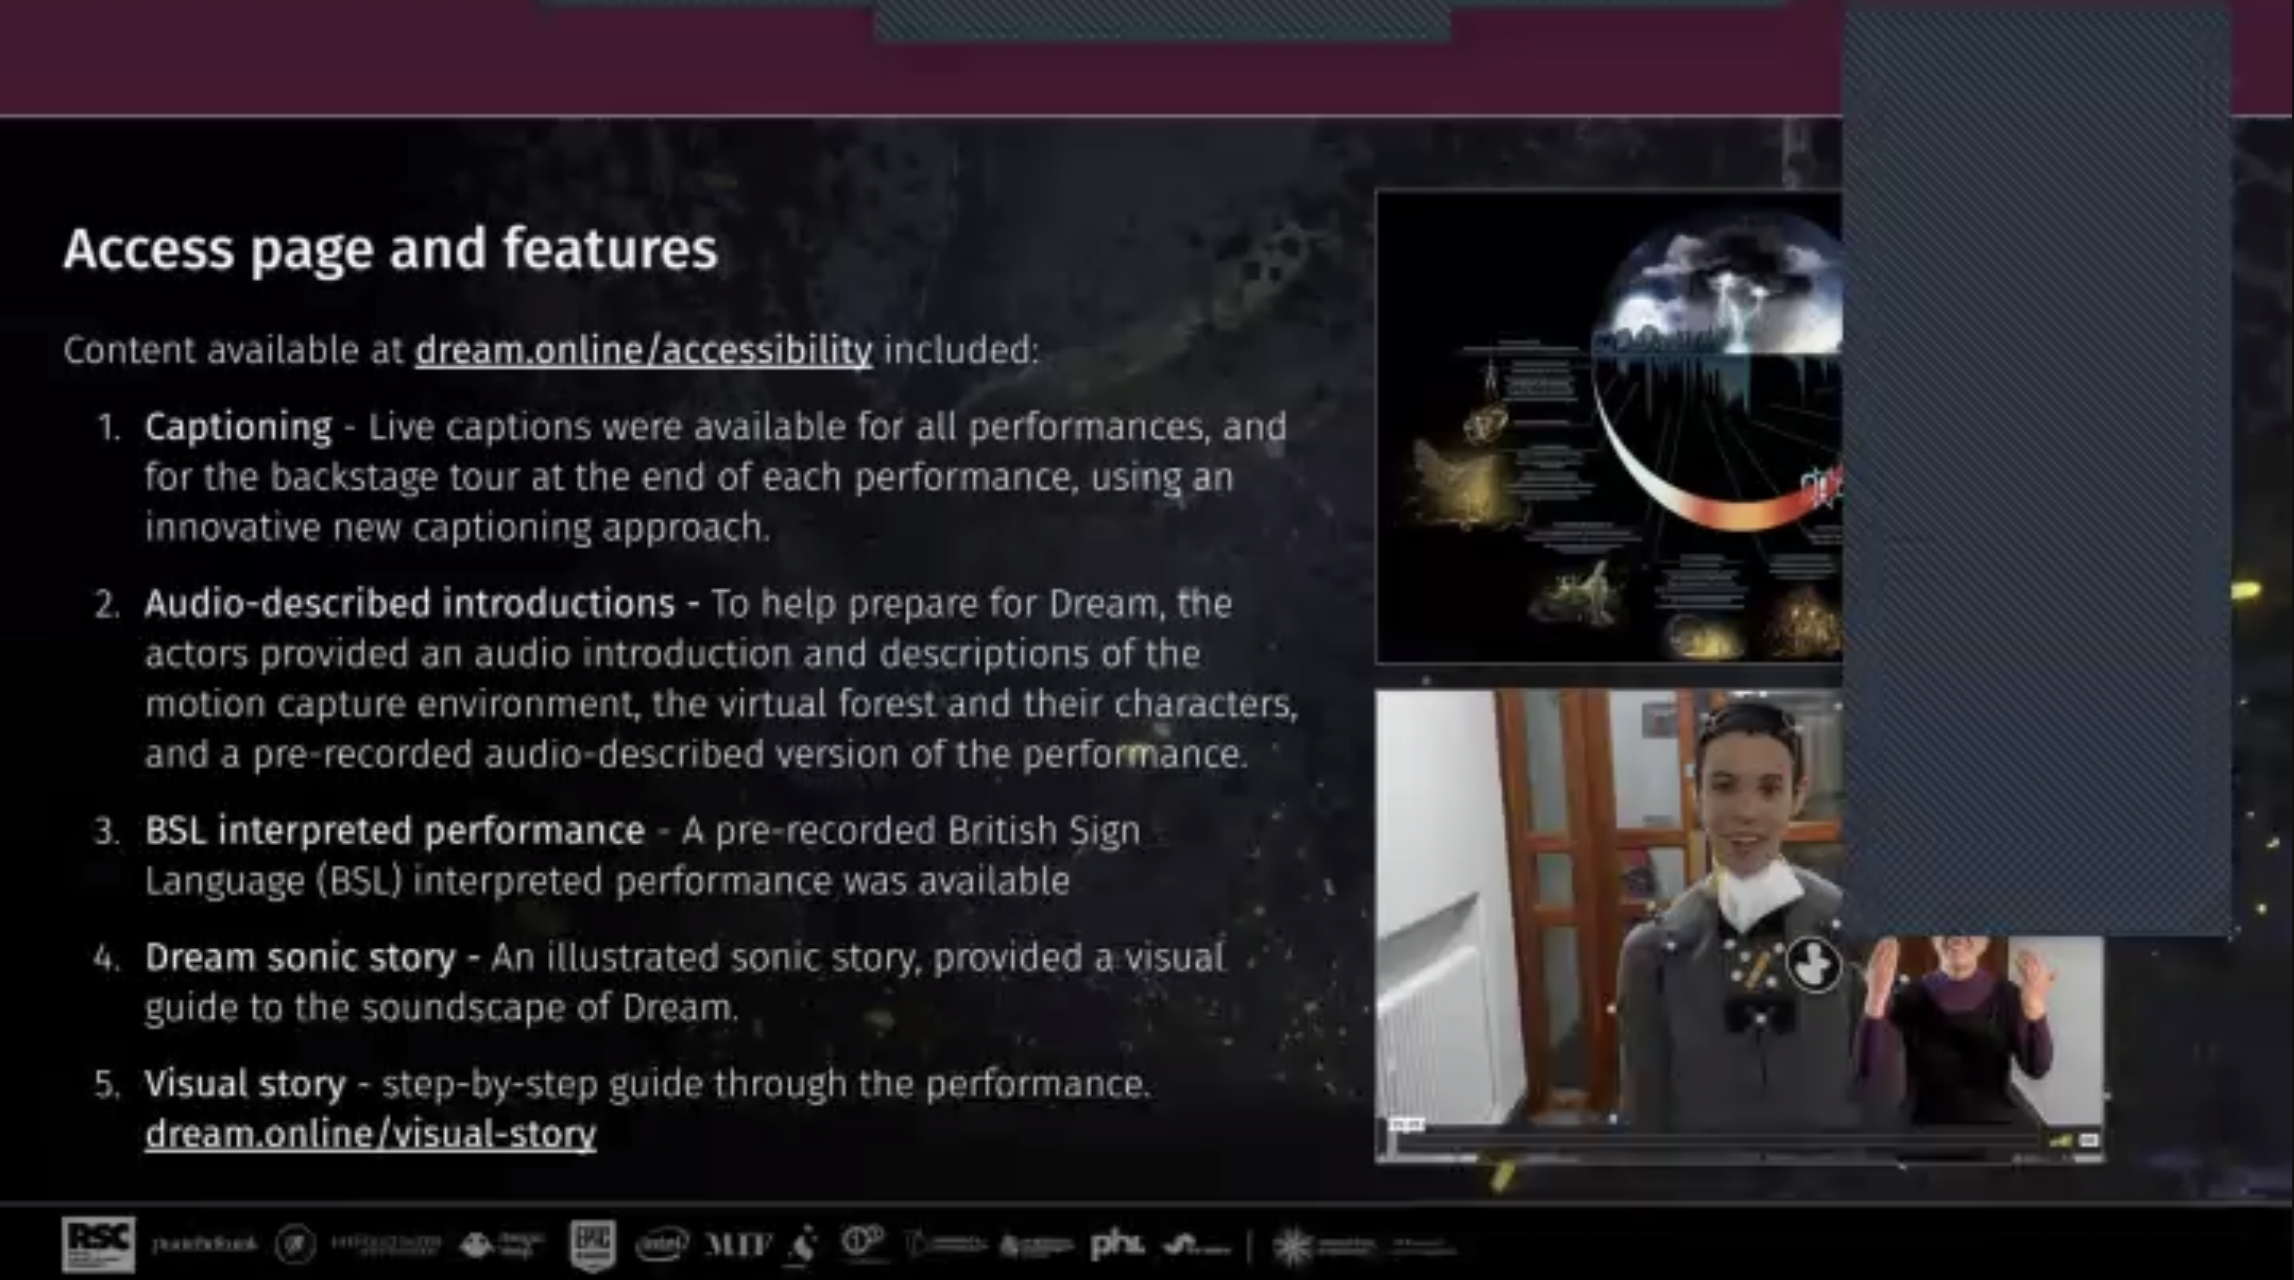 Access page and features
Content available at dream.online/accessibility included:
1. Captioning - Live captions were available for all performances, and
for the backstage tour at the end of each performance, using an
innovative new captioning approach.
2. Audio-described introductions - To help prepare for Dream, the
actors provided an audio introduction and descriptions of the
motion capture environment, the virtual forest and their characters,
and a pre-recorded audio-described version of the performance.
3. BSL interpreted performance - A pre-recorded British Sign
Language (BSL) interpreted performance was available
4. Dream sonic story - An illustrated sonic story, provided a visual
guide to the soundscape of Dream.
5. Visual story - step-by-step guide through the performance.
dream.online/visual-story
RSC
EPIC
intel
MIF
phi